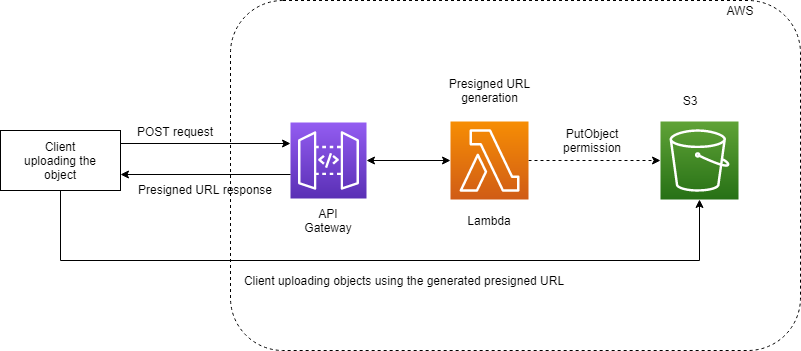 AWS
Presigned URL
generation
S3
POST request
PutObject
permission
Client
uploading the
object
</>
Presigned URL response
API
Gateway
Lambda
Client uploading objects using the generated presigned URL